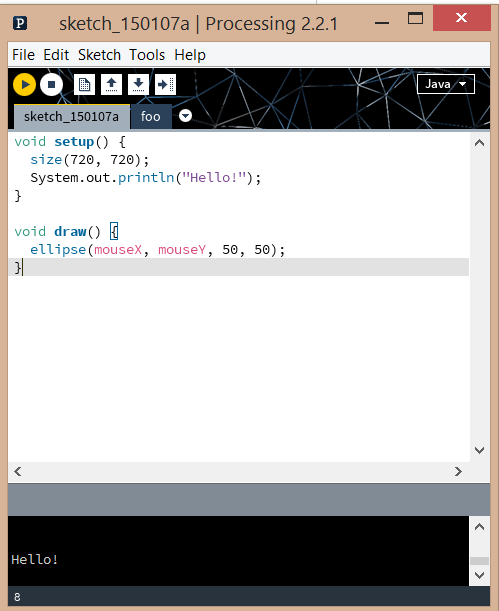 P sketch_150107a | Processing 2.2.1
File Edit Sketch Tools Help
Java
sketch_150107a foo
void setup() {
  size(720, 720);
  System.out.println("Hello!");
}
void draw() {
  ellipse(mouseX, mouseY, 50, 50);
}
Hello!
8